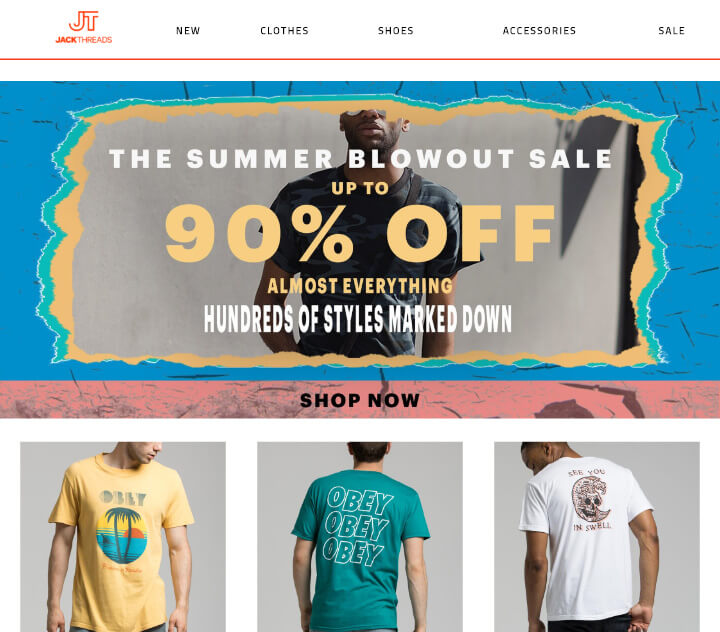 JT
JACKTHREADS
NEW CLOTHES SHOES ACCESSORIES SALE
THE SUMMER BLOWOUT SALE
UP TO
90% OFF
ALMOST EVERYTHING
HUNDREDS OF STYLES MARKED DOWN
SHOP NOW
OBEY
OBEY
OBEY
OBEY
SEE YOU
IN SWELL